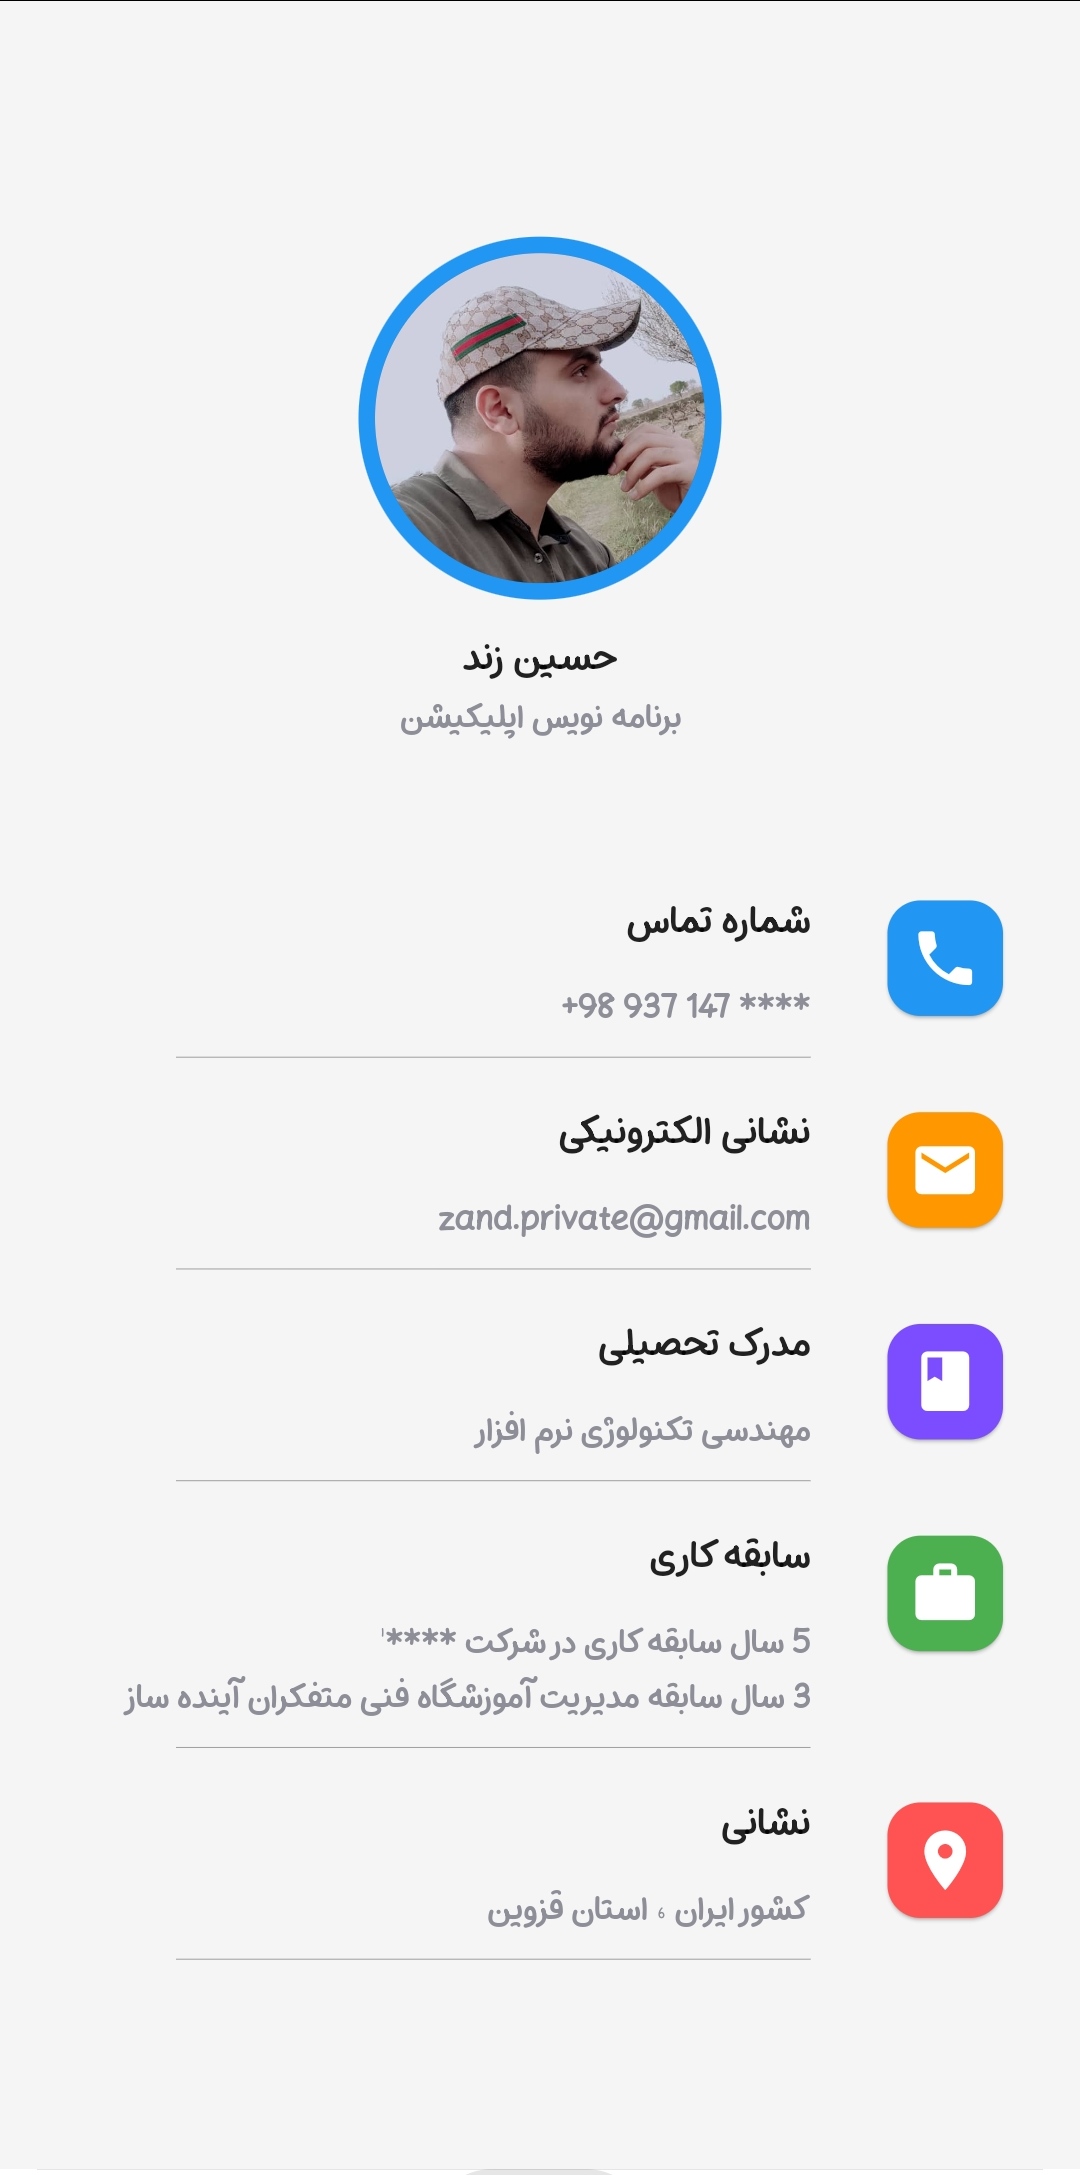 حسین زند
برنامه نویس اپلیکیشن
شماره تماس
+98 937 147 ****
نشانی الکترونیکی
zand.private@gmail.com
مدرک تحصیلی
مهندسی تکنولوژی نرم افزار
سابقه کاری
5 سال سابقه کاری در شرکت ****'
3 سال سابقه مدیریت آموزشگاه فنی متفکران آینده ساز
نشانی
کشور ایران ، استان قزوین